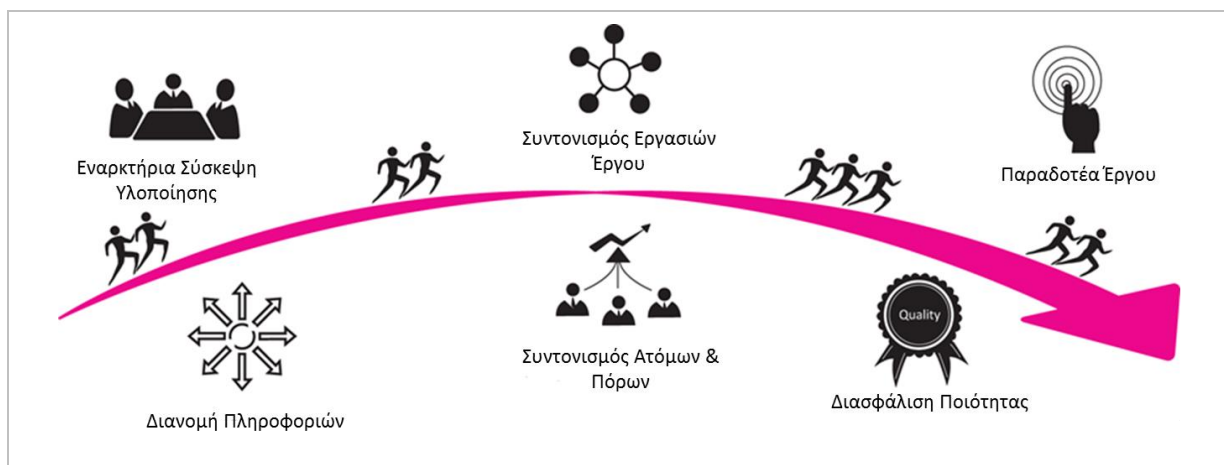 Εναρκτήρια Σύσκεψη
Υλοποίησης
Συντονισμός Εργασιών
Έργου
Παραδοτέα Έργου
Διανομή Πληροφοριών
Συντονισμός Ατόμων &
Πόρων
Quality
Διασφάλιση Ποιότητας